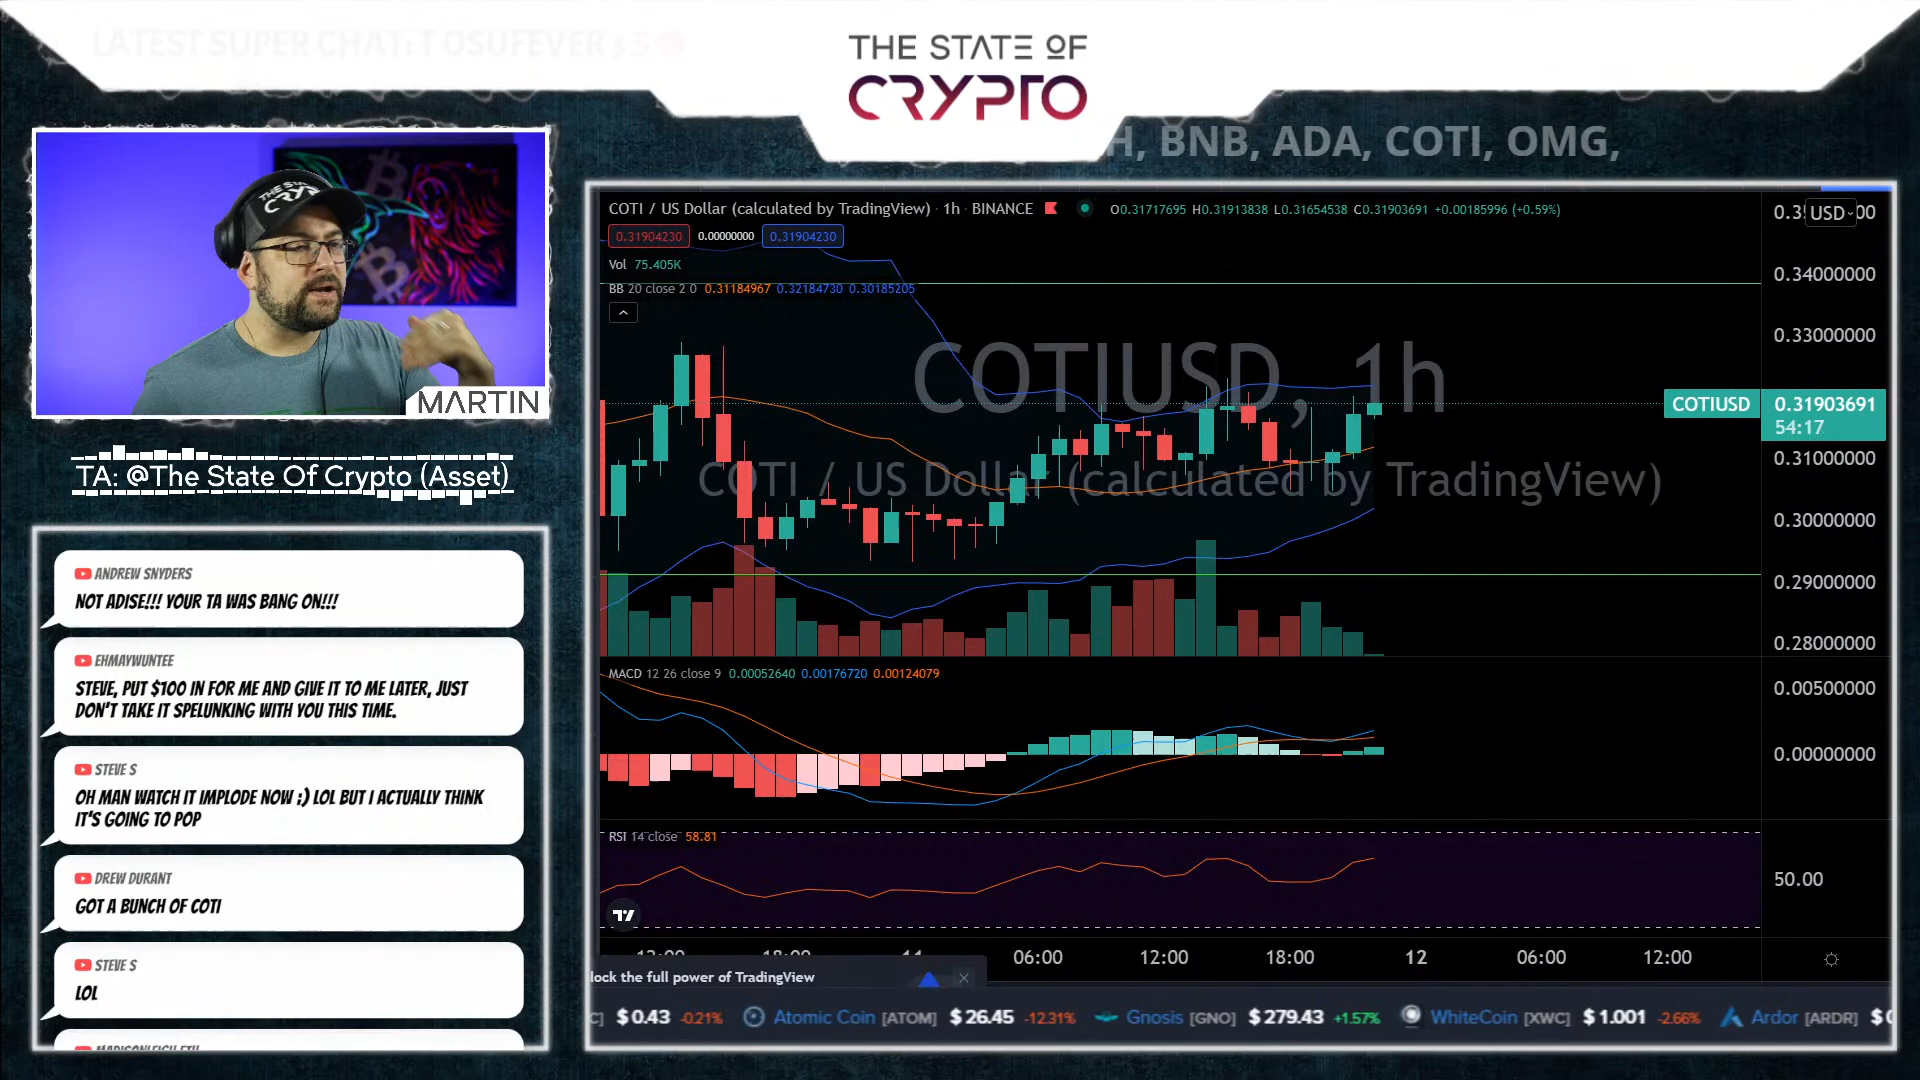 LATEST SUPER CHAT: T OSUFEVER $ 5
THE STATE OF
CRYPTO
H, BNB, ADA, COTI, OMG,
THE STATE
CRY
MARTIN
TA: @The State Of Crypto (Asset)
ANDREW SNYDERS
NOT ADISE!!! YOUR TA WAS BANG ON!!!
EHMAYWUNTEE
STEVE, PUT $100 IN FOR ME AND GIVE IT TO ME LATER, JUST
DON'T TAKE IT SPELUNKING WITH YOU THIS TIME.
STEVE S
OH MAN WATCH IT IMPLODE NOW ;) LOL BUT I ACTUALLY THINK
IT'S GOING TO POP
DREW DURANT
GOT A BUNCH OF COTI
STEVE S
LOL
COTI / US Dollar (calculated by TradingView) · 1h · BINANCE O0.31717695 H0.31913838 L0.31654538 C0.31903691 +0.00185996 (+0.59%)
USD
0.31904230 0.00000000 0.31904230
Vol 75.405K
BB 20 close 2 0 0.31184967 0.32184730 0.30185205
COTIUSD, 1h
COTI / US Dollar (calculated by TradingView)
0.34000000
0.33000000
COTIUSD 0.31903691
54:17
0.31000000
0.30000000
0.29000000
0.28000000
MACD 12 26 close 9 0.00052640 0.00176720 0.00124079
0.00500000
0.00000000
RSI 14 close 58.81
50.00
06:00 12:00 18:00 12 06:00 12:00
lock the full power of TradingView
C] $ 0.43 -0.21% Atomic Coin [ATOM] $ 26.45 -12.31% Gnosis [GNO] $ 279.43 +1.57% WhiteCoin [XWC] $ 1.001 -2.66% Ardor [ARDR] $